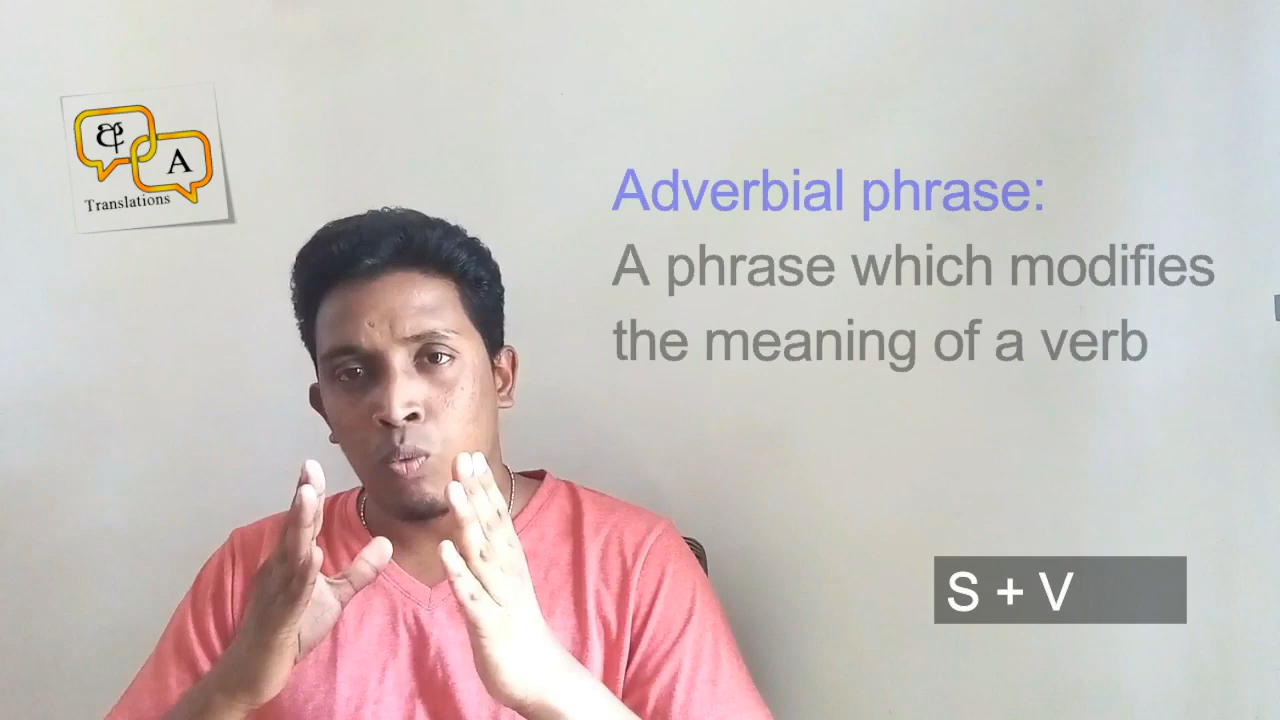 අ
A
Translations
Adverbial phrase:
A phrase which modifies
the meaning of a verb
S + V